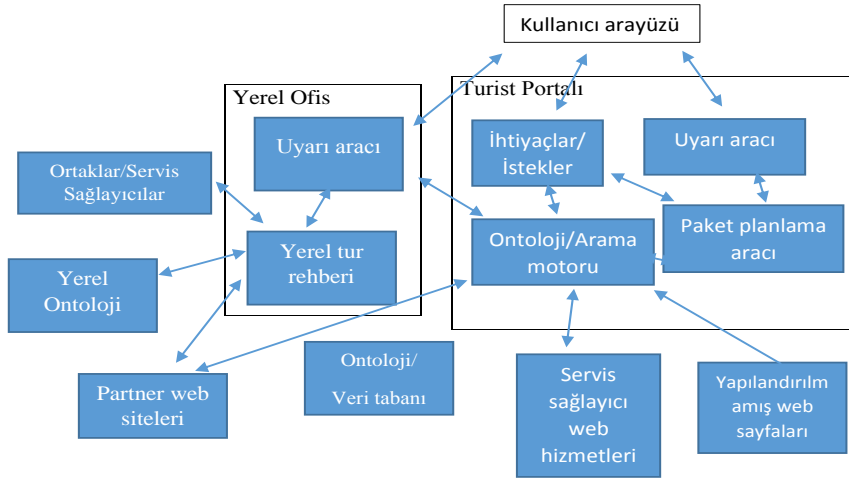 Kullanıcı arayüzü
Yerel Ofis
Turist Portalı
Uyarı aracı
İhtiyaçlar/
İstekler
Uyarı aracı
Ortaklar/Servis
Sağlayıcılar
Yerel tur
rehberi
Ontoloji/Arama
motoru
Paket planlama
aracı
Yerel
Ontoloji
Partner web
siteleri
Ontoloji/
Veri tabanı
Servis
sağlayıcı
web
hizmetleri
Yapılandırılm
amış web
sayfaları